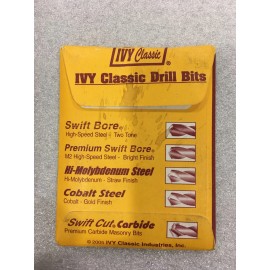 IVY Classic®
IVY Classic Drill Bits
Swift Bore®
High-Speed Steel - Two Tone
Premium Swift Bore®
M2 High-Speed Steel - Bright Finish
Hi-Molybdenum Steel
Hi-Molybdenum - Straw Finish
Cobalt Steel
Cobalt - Gold Finish
Swift Cut Carbide
Premium Carbide Masonry Bits
IVY Classic Industries, Inc.